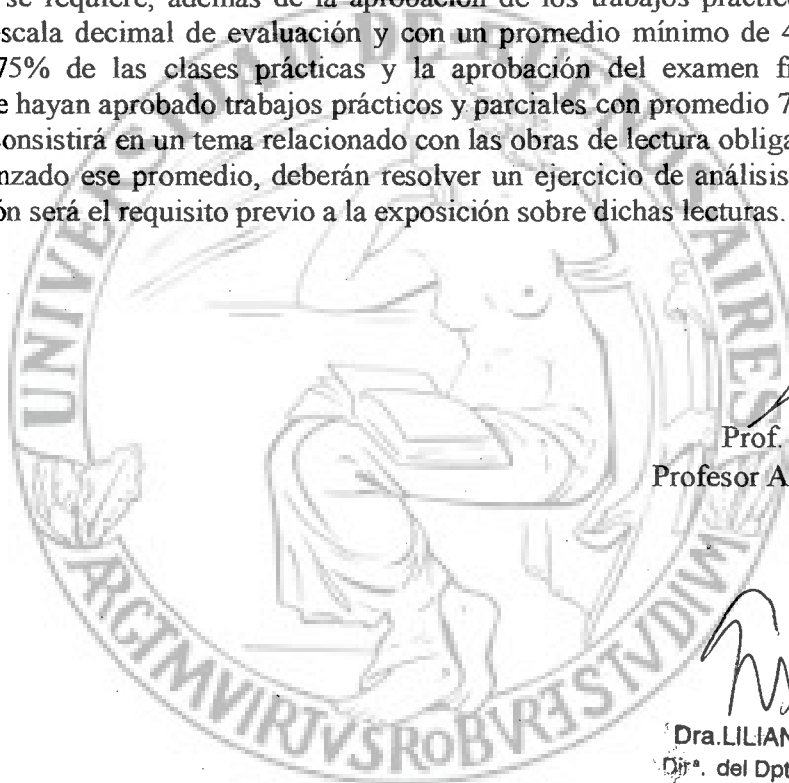 se requiere, además de la aprobación de los trabajos práctic
escala decimal de evaluación y con un promedio mínimo de 4
75% de las clases prácticas y la aprobación del examen fi
e hayan aprobado trabajos prácticos y parciales con promedio 7
consistirá en un tema relacionado con las obras de lectura obliga
nzado ese promedio, deberán resolver un ejercicio de análisis
ón será el requisito previo a la exposición sobre dichas lecturas.
UNIVERSIDAD DE BUENOS AIRES
Prof.
Profesor A
ARGTMVIRTVSROBVRETSTVDIVM
Dra.LILIAN
Dirª. del Dpt